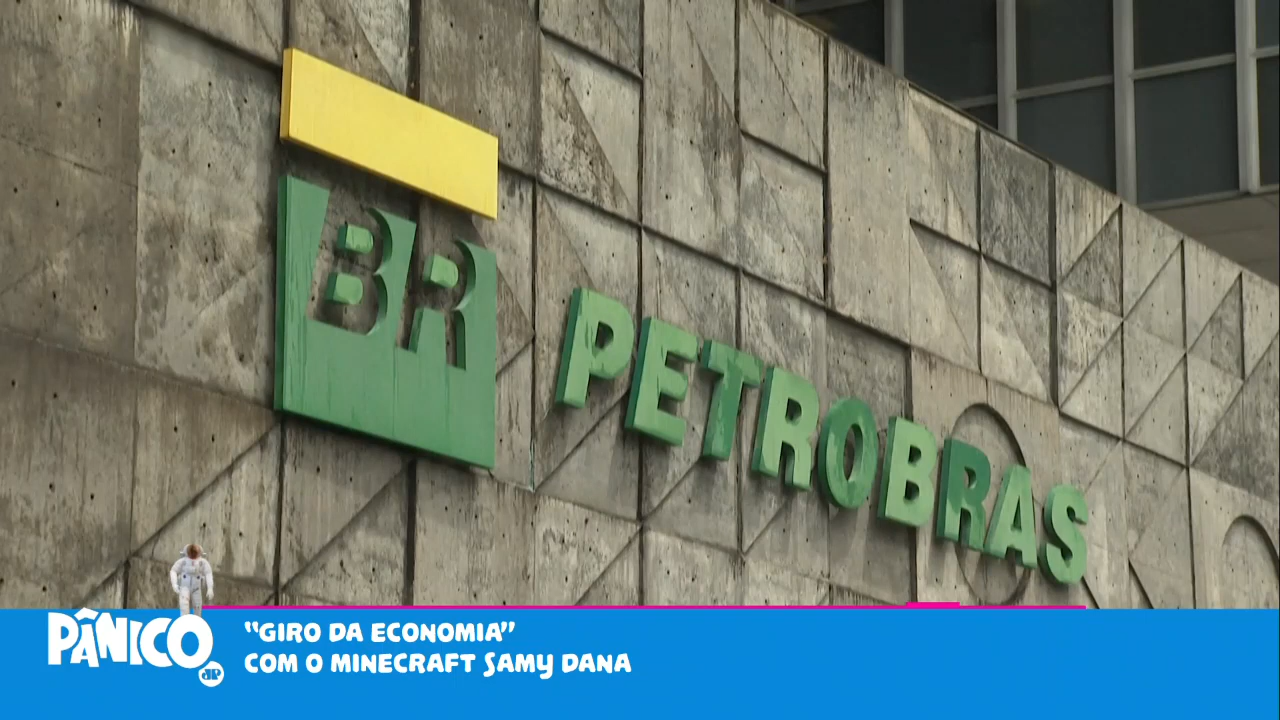 BR PETROBRAS
PÂNICO
JP
"GIRO DA ECONOMIA"
COM O MINECRAFT SAMY DANA